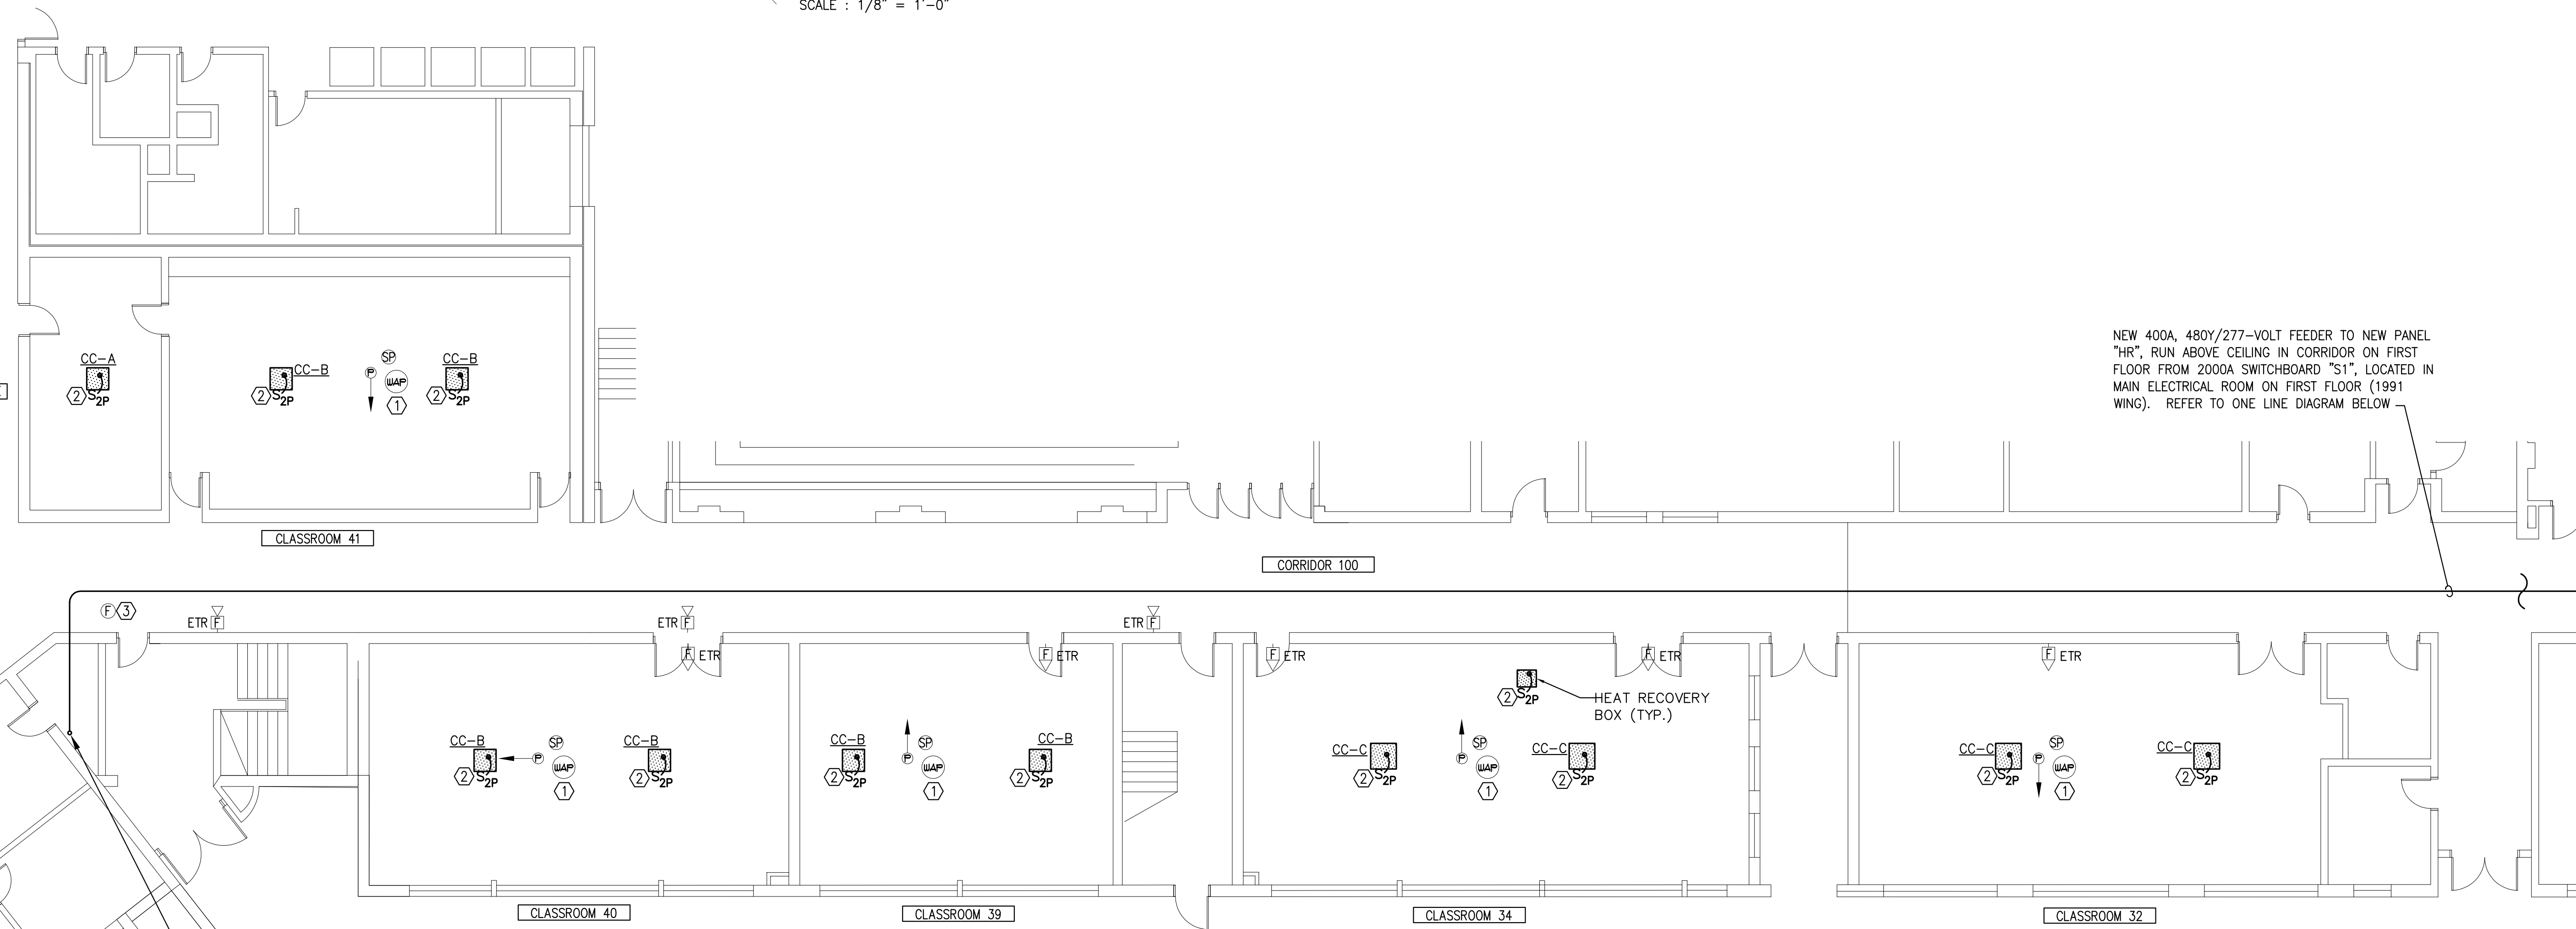 SCALE : 1/8" = 1'-0"
NEW 400A, 480Y/277-VOLT FEEDER TO NEW PANEL
"HR", RUN ABOVE CEILING IN CORRIDOR ON FIRST
FLOOR FROM 2000A SWITCHBOARD "S1", LOCATED IN
MAIN ELECTRICAL ROOM ON FIRST FLOOR (1991
WING). REFER TO ONE LINE DIAGRAM BELOW
CC-A
2 S2P
CC-B
2 S2P
SP
P
WAP
1
CC-B
2 S2P
CLASSROOM 41
CORRIDOR 100
F 3
ETR F
ETR F
ETR F
F ETR
F ETR
F ETR
F ETR
F ETR
HEAT RECOVERY
BOX (TYP.)
2 S2P
CC-B
2 S2P
P
SP
WAP
1
CC-B
2 S2P
CC-B
2 S2P
P
SP
WAP
1
CC-B
2 S2P
CC-C
2 S2P
P
SP
WAP
1
CC-C
2 S2P
CC-C
2 S2P
P
SP
WAP
1
CC-C
2 S2P
CLASSROOM 40
CLASSROOM 39
CLASSROOM 34
CLASSROOM 32